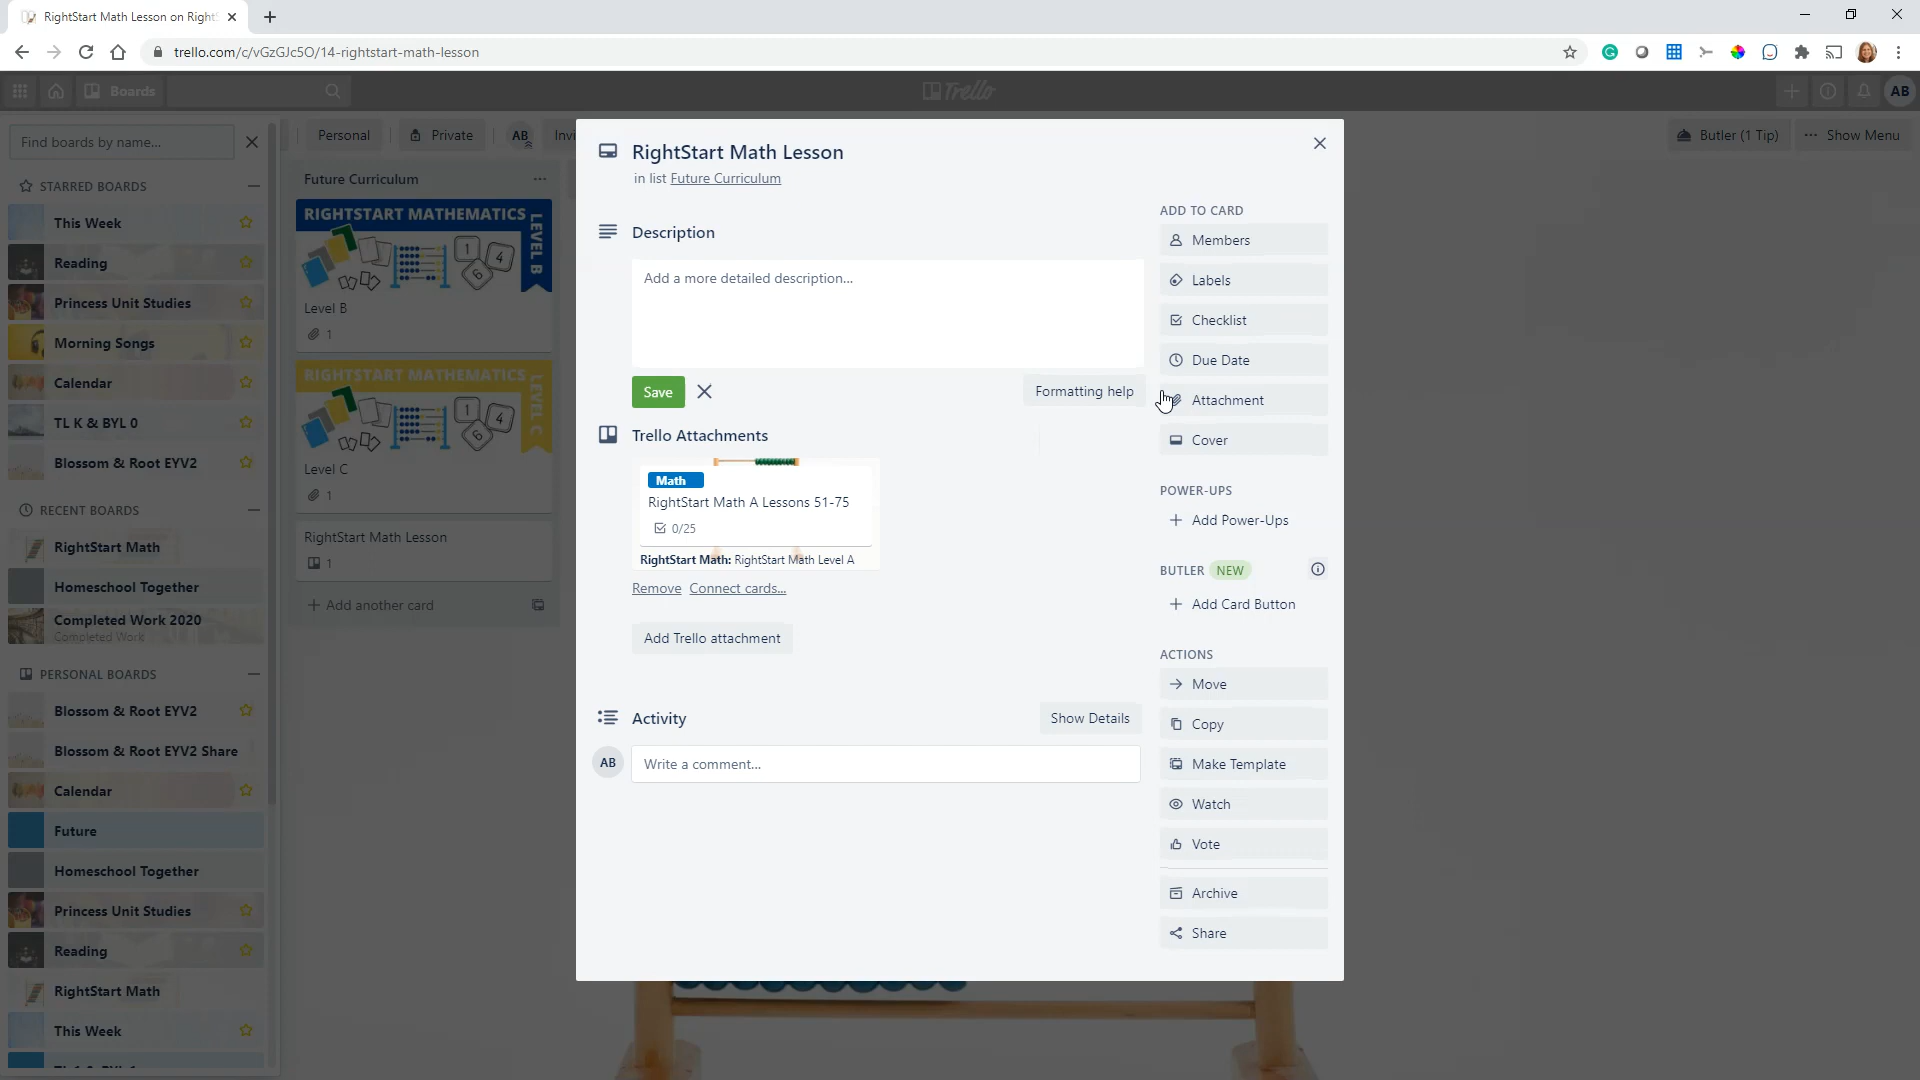 RightStart Math Lesson on Right
trello.com/c/vGzGJc5O/14-rightstart-math-lesson
Boards
Trello
AB
Find boards by name...
Personal
Private
AB
Invi
Butler (1 Tip)
Show Menu
STARRED BOARDS
This Week
Reading
Princess Unit Studies
Morning Songs
Calendar
TL K & BYL 0
Blossom & Root EYV2
RECENT BOARDS
RightStart Math
Homeschool Together
Completed Work 2020
Completed Work
PERSONAL BOARDS
Blossom & Root EYV2
Blossom & Root EYV2 Share
Calendar
Future
Homeschool Together
Princess Unit Studies
Reading
RightStart Math
This Week
Future Curriculum
RIGHTSTART MATHEMATICS
LEVEL B
1
4
6
Level B
1
RIGHTSTART MATHEMATICS
LEVEL C
1
4
6
Level C
1
RightStart Math Lesson
1
Add another card
RightStart Math Lesson
in list Future Curriculum
Description
Add a more detailed description...
Save
Formatting help
Trello Attachments
Math
RightStart Math A Lessons 51-75
0/25
RightStart Math: RightStart Math Level A
Remove Connect cards...
Add Trello attachment
Activity
Show Details
AB
Write a comment...
ADD TO CARD
Members
Labels
Checklist
Due Date
Attachment
Cover
POWER-UPS
Add Power-Ups
BUTLER NEW
Add Card Button
ACTIONS
Move
Copy
Make Template
Watch
Vote
Archive
Share